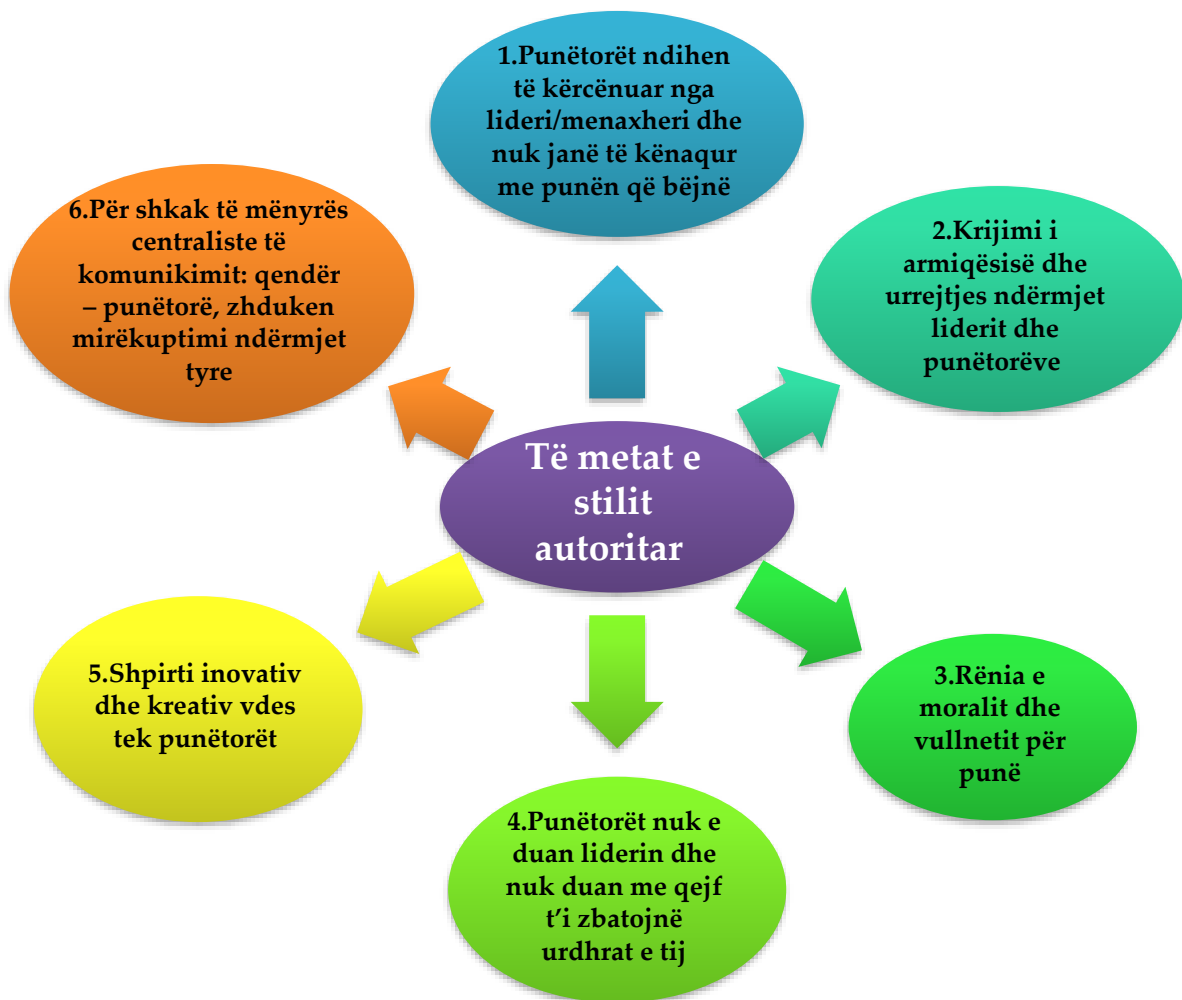 1.Punëtorët ndihen
të kërcënuar nga
lideri/menaxheri dhe
nuk janë të kënaqur
me punën që bëjnë
2.Krijimi i
armiqësisë dhe
urrejtjes ndërmjet
liderit dhe
punëtorëve
3.Rënia e
moralit dhe
vullnetit për
punë
4.Punëtorët nuk e
duan liderin dhe
nuk duan me qejf
t’i zbatojnë
urdhrat e tij
5.Shpirti inovativ
dhe kreativ vdes
tek punëtorët
6.Për shkak të mënyrës
centraliste të
komunikimit: qendër
– punëtorë, zhduken
mirëkuptimi ndërmjet
tyre
Të metat e
stilit
autoritar